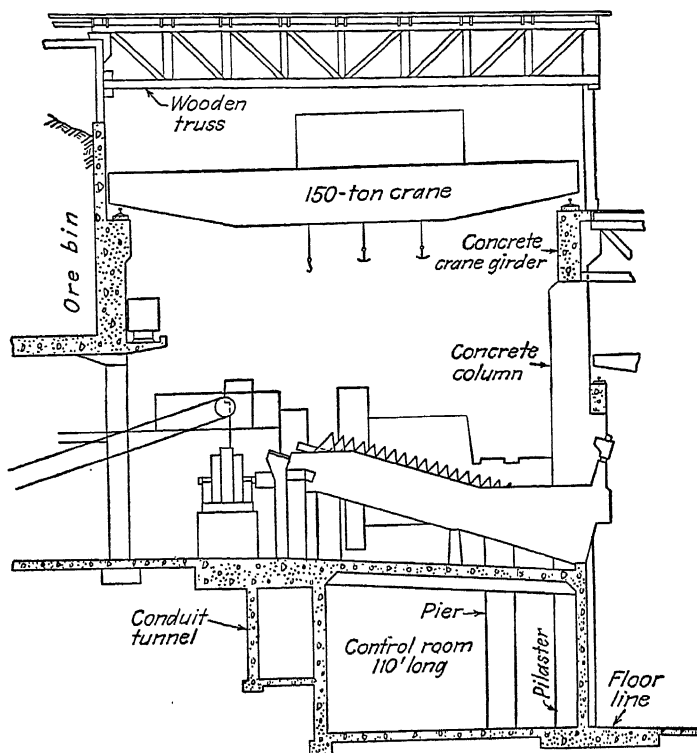 Wooden
truss
150-ton crane
Ore bin
Concrete
crane girder
Concrete
column
Conduit
tunnel
Pier
Control room
110' long
Pilaster
Floor
line